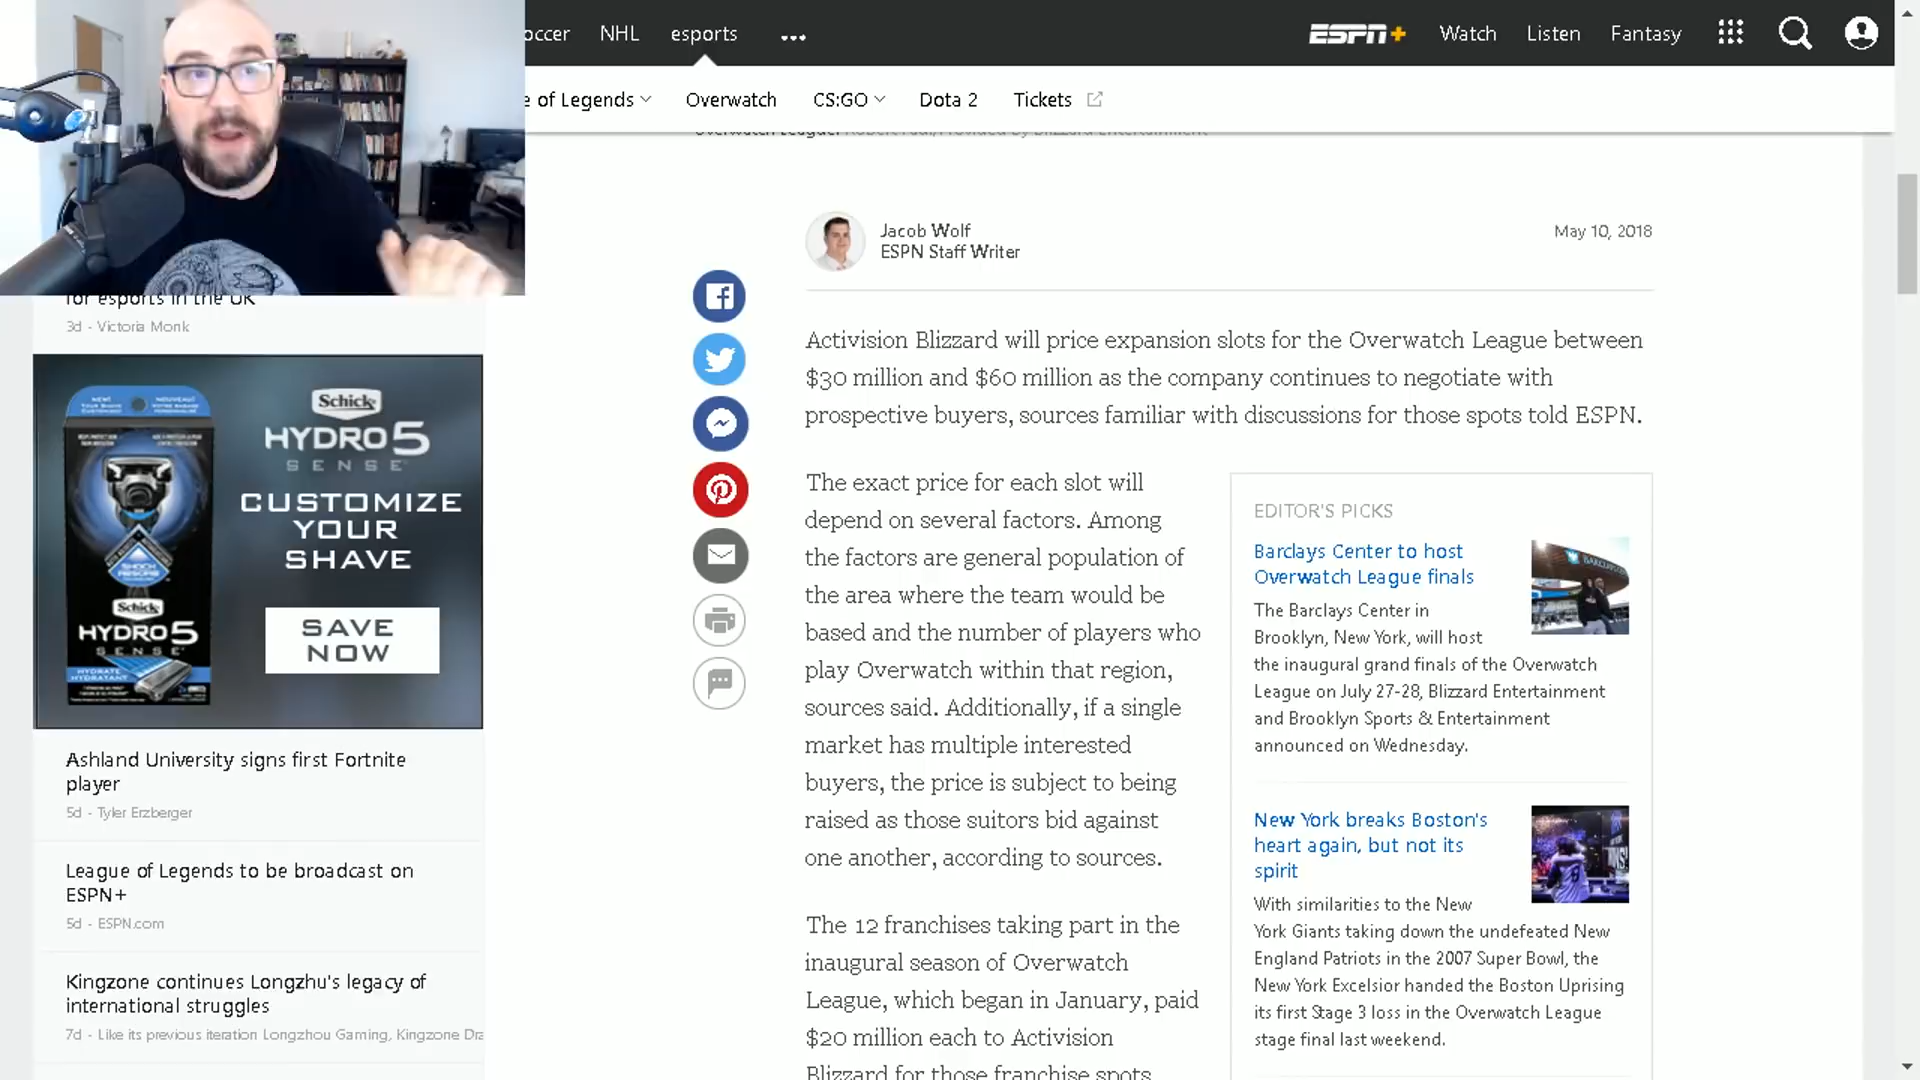 occer NHL esports ...
ESPN+ Watch Listen Fantasy
e of Legends Overwatch CS:GO Dota 2 Tickets
Overwatch League. Robert Paul/Provided by Blizzard Entertainment
Jacob Wolf
ESPN Staff Writer
May 10, 2018
for esports in the UK
3d - Victoria Monk
Schick
HYDRO 5
SENSE
CUSTOMIZE
YOUR
SHAVE
SAVE
NOW
Schick
HYDRO 5
SENSE
Ashland University signs first Fortnite
player
5d - Tyler Erzberger
League of Legends to be broadcast on
ESPN+
5d - ESPN.com
Kingzone continues Longzhu's legacy of
international struggles
7d - Like its previous iteration Longzhou Gaming, Kingzone Dra
Activision Blizzard will price expansion slots for the Overwatch League between
$30 million and $60 million as the company continues to negotiate with
prospective buyers, sources familiar with discussions for those spots told ESPN.
The exact price for each slot will
depend on several factors. Among
the factors are general population of
the area where the team would be
based and the number of players who
play Overwatch within that region,
sources said. Additionally, if a single
market has multiple interested
buyers, the price is subject to being
raised as those suitors bid against
one another, according to sources.
The 12 franchises taking part in the
inaugural season of Overwatch
League, which began in January, paid
$20 million each to Activision
Blizzard for those franchise spots
EDITOR'S PICKS
Barclays Center to host
Overwatch League finals
The Barclays Center in
Brooklyn, New York, will host
the inaugural grand finals of the Overwatch
League on July 27-28, Blizzard Entertainment
and Brooklyn Sports & Entertainment
announced on Wednesday.
New York breaks Boston's
heart again, but not its
spirit
With similarities to the New
York Giants taking down the undefeated New
England Patriots in the 2007 Super Bowl, the
New York Excelsior handed the Boston Uprising
its first Stage 3 loss in the Overwatch League
stage final last weekend.